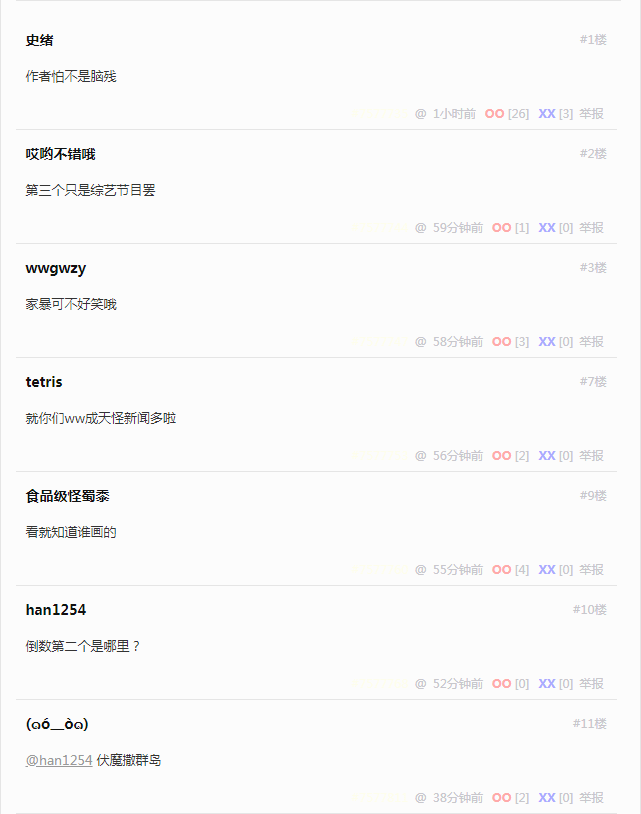 史绪 #1楼
作者怕不是脑残
@ 1小时前 OO [26] XX [3] 举报
哎哟不错哦 #2楼
第三个只是综艺节目罢
@ 59分钟前 OO [1] XX [0] 举报
wwgwzy #3楼
家暴可不好笑哦
@ 58分钟前 OO [3] XX [0] 举报
tetris #7楼
就你们ww成天怪新闻多啦
@ 56分钟前 OO [2] XX [0] 举报
食品级怪蜀黍 #9楼
看就知道谁画的
@ 55分钟前 OO [4] XX [0] 举报
han1254 #10楼
倒数第二个是哪里？
@ 52分钟前 OO [0] XX [0] 举报
(ฅó﹏òฅ) #11楼
@han1254 伏魔撒群岛
@ 38分钟前 OO [2] XX [0] 举报